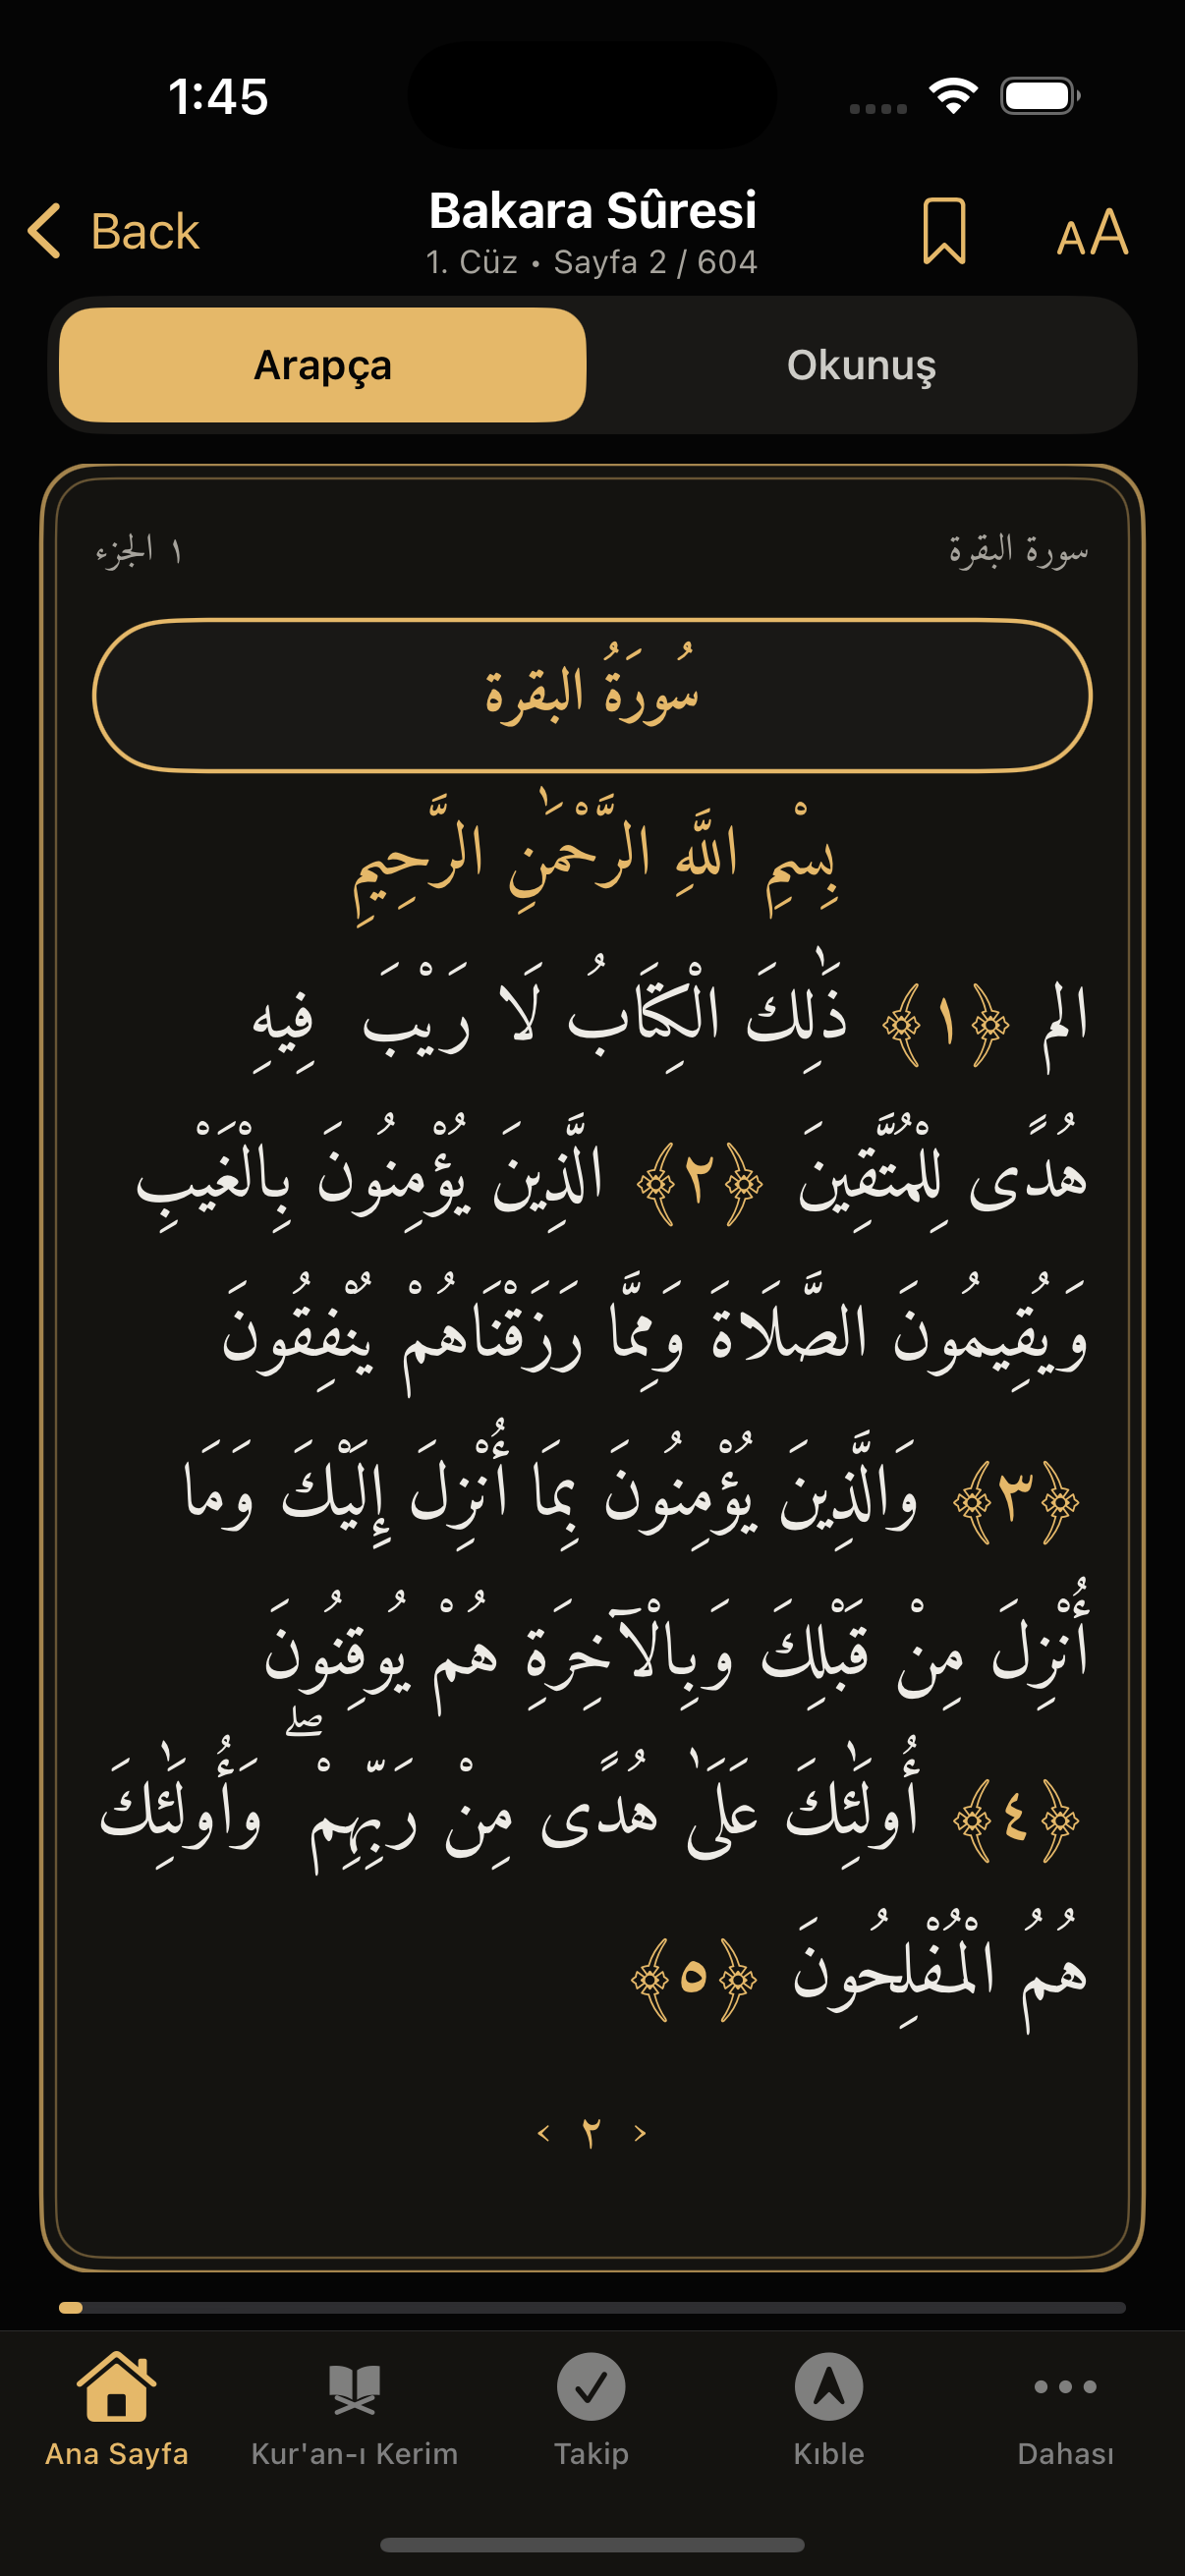 1:45
Back
Bakara Sûresi
1. Cüz • Sayfa 2 / 604
AA
Arapça
Okunuş
سورة البقرة
١ الجزء
سُورَةُ البقرة
بِسْمِ اللَّهِ الرَّحْمَٰنِ الرَّحِيمِ
الم ﴿١﴾ ذَٰلِكَ الْكِتَابُ لَا رَيْبَ فِيهِ
هُدًى لِلْمُتَّقِينَ ﴿٢﴾ الَّذِينَ يُؤْمِنُونَ بِالْغَيْبِ
وَيُقِيمُونَ الصَّلَاةَ وَمِمَّا رَزَقْنَاهُمْ يُنْفِقُونَ
﴿٣﴾ وَالَّذِينَ يُؤْمِنُونَ بِمَا أُنْزِلَ إِلَيْكَ وَمَا
أُنْزِلَ مِنْ قَبْلِكَ وَبِالْآخِرَةِ هُمْ يُوقِنُونَ
﴿٤﴾ أُولَٰئِكَ عَلَىٰ هُدًى مِنْ رَبِّهِمْ ۖ وَأُولَٰئِكَ
هُمُ الْمُفْلِحُونَ ﴿٥﴾
‹ ٢ ›
Ana Sayfa
Kur'an-ı Kerim
Takip
Kıble
Dahası